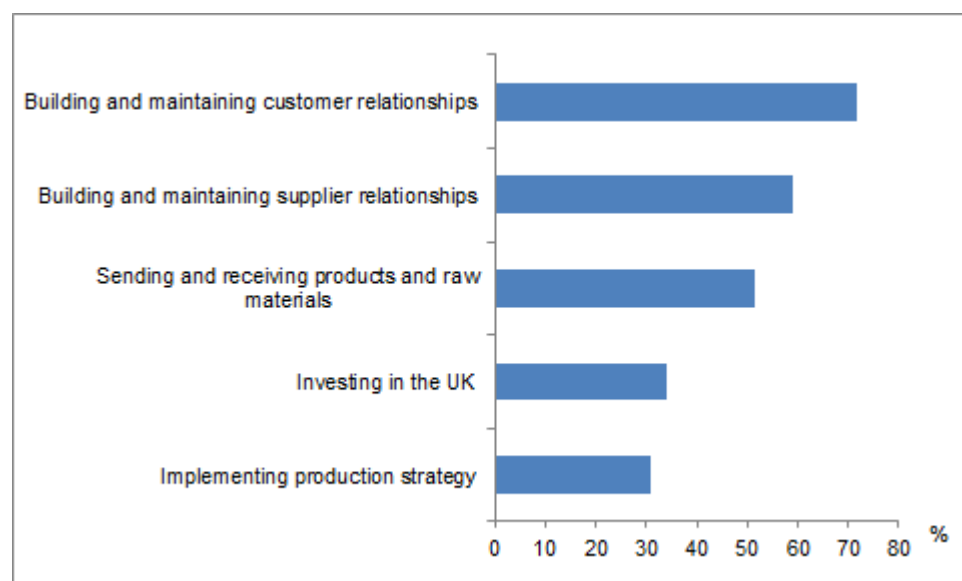 Building and maintaining customer relationships
Building and maintaining supplier relationships
Sending and receiving products and raw
materials
Investing in the UK
Implementing production strategy
0 10 20 30 40 50 60 70 80 %